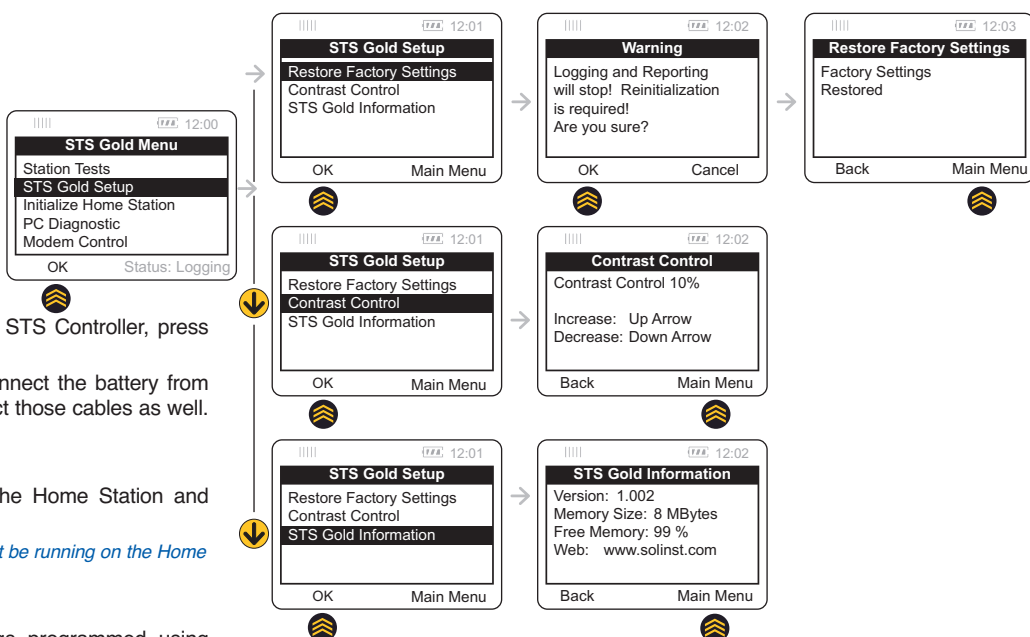 12:00
STS Gold Menu
Station Tests
STS Gold Setup
Initialize Home Station
PC Diagnostic
Modem Control
OK Status: Logging
12:01
STS Gold Setup
Restore Factory Settings
Contrast Control
STS Gold Information
OK Main Menu
12:02
Warning
Logging and Reporting
will stop! Reinitialization
is required!
Are you sure?
OK Cancel
12:03
Restore Factory Settings
Factory Settings
Restored
Back Main Menu
12:01
STS Gold Setup
Restore Factory Settings
Contrast Control
STS Gold Information
OK Main Menu
12:02
Contrast Control
Contrast Control 10%
Increase: Up Arrow
Decrease: Down Arrow
Back Main Menu
12:01
STS Gold Setup
Restore Factory Settings
Contrast Control
STS Gold Information
OK Main Menu
12:02
STS Gold Information
Version: 1.002
Memory Size: 8 MBytes
Free Memory: 99 %
Web: www.solinst.com
Back Main Menu
STS Controller, press
the battery from
those cables as well.
Home Station and
be running on the Home
programmed using